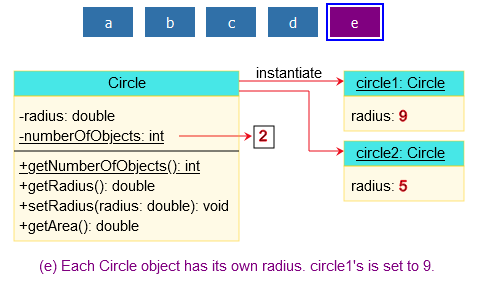 a b c d e
Circle
-radius: double
-numberOfObjects: int
+getNumberOfObjects(): int
+getRadius(): double
+setRadius(radius: double): void
+getArea(): double
2
instantiate
circle1: Circle
radius: 9
circle2: Circle
radius: 5
(e) Each Circle object has its own radius. circle1's is set to 9.